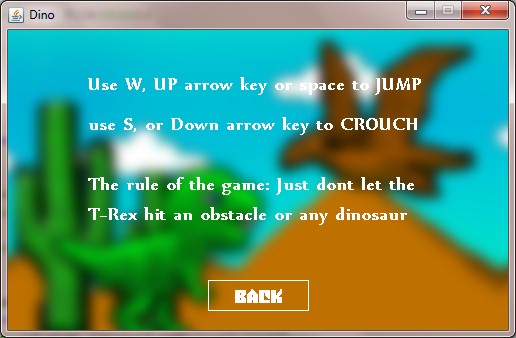 Dino
Use W, UP arrow key or space to JUMP
use S, or Down arrow key to CROUCH
The rule of the game: Just dont let the
T-Rex hit an obstacle or any dinosaur
BACK